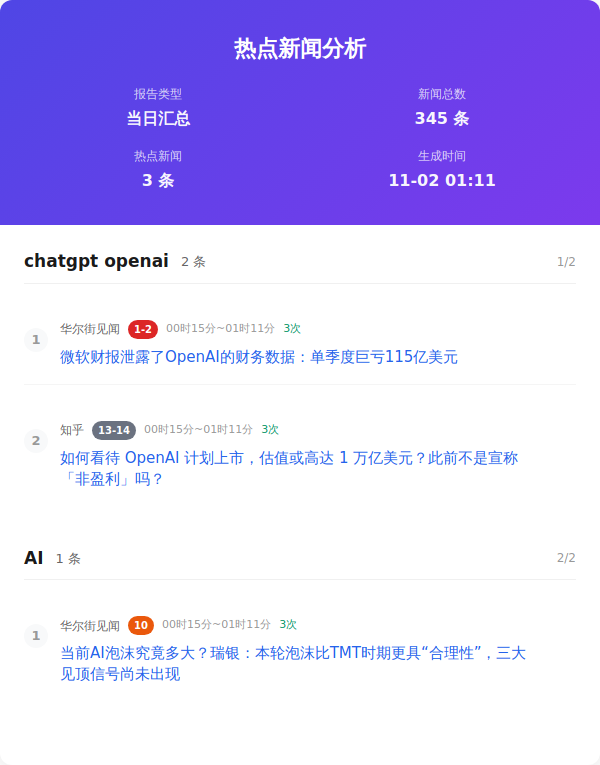 热点新闻分析
报告类型
新闻总数
当日汇总
345 条
热点新闻
生成时间
3 条
11-02 01:11
chatgpt openai 2 条 1/2
1 华尔街见闻 1-2 00时15分~01时11分 3次
微软财报泄露了OpenAI的财务数据：单季度巨亏115亿美元
2 知乎 13-14 00时15分~01时11分 3次
如何看待 OpenAI 计划上市，估值或高达 1 万亿美元？此前不是宣称
「非盈利」吗？
AI 1 条 2/2
1 华尔街见闻 10 00时15分~01时11分 3次
当前AI泡沫究竟多大？瑞银：本轮泡沫比TMT时期更具“合理性”，三大
见顶信号尚未出现